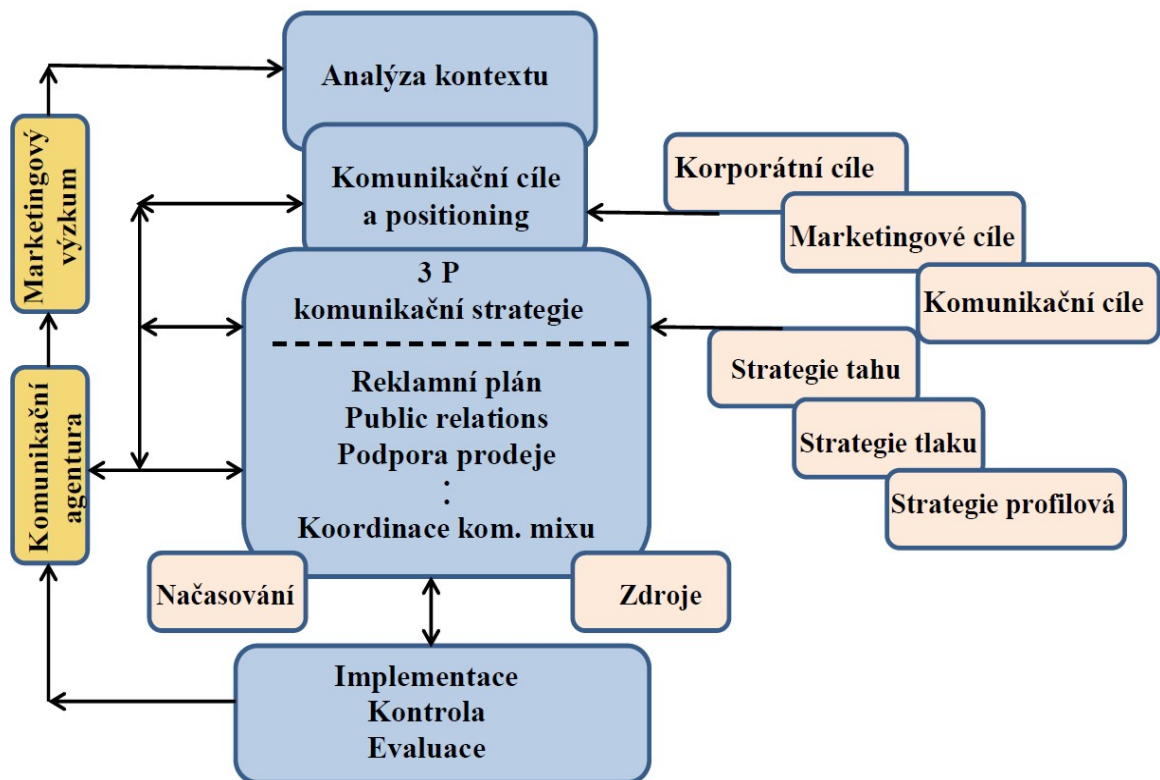 Analýza kontextu
Marketingový
výzkum
Komunikační cíle
a positioning
Korporátní cíle
Marketingové cíle
Komunikační cíle
3 P
komunikační strategie
Strategie tahu
Strategie tlaku
Strategie profilová
Reklamní plán
Public relations
Podpora prodeje
:
Koordinace kom. mixu
Komunikační
agentura
Načasování
Zdroje
Implementace
Kontrola
Evaluace